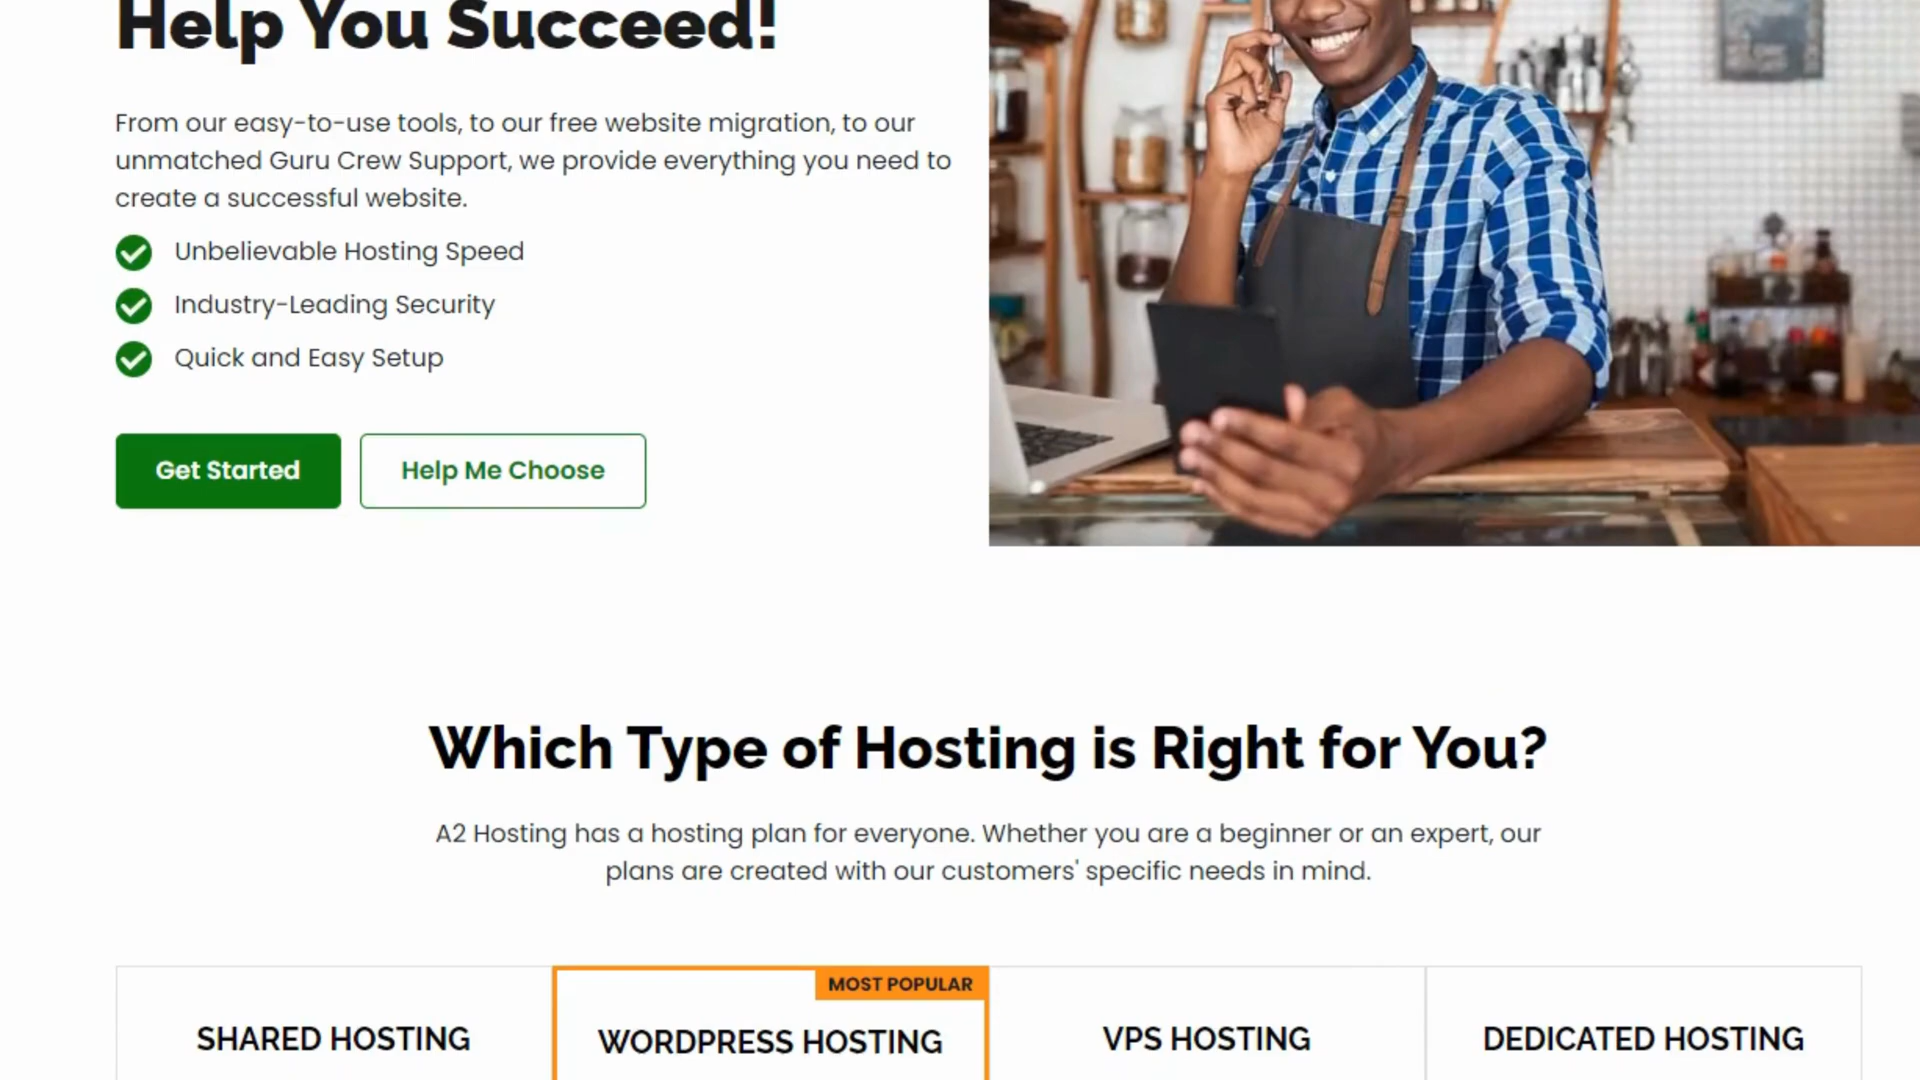 Help You Succeed!
From our easy-to-use tools, to our free website migration, to our
unmatched Guru Crew Support, we provide everything you need to
create a successful website.
Unbelievable Hosting Speed
Industry-Leading Security
Quick and Easy Setup
Get Started
Help Me Choose
Which Type of Hosting is Right for You?
A2 Hosting has a hosting plan for everyone. Whether you are a beginner or an expert, our
plans are created with our customers' specific needs in mind.
MOST POPULAR
SHARED HOSTING
WORDPRESS HOSTING
VPS HOSTING
DEDICATED HOSTING